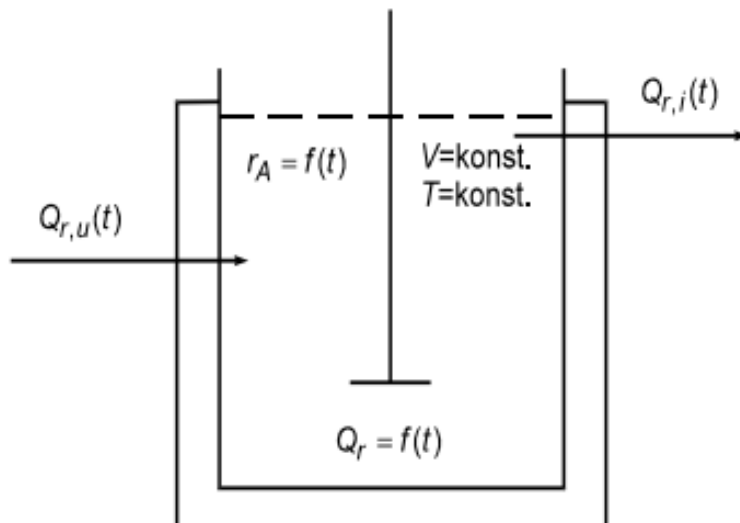 Q_{r,i}(t)
r_A = f(t)
V=konst.
T=konst.
Q_{r,u}(t)
Q_r = f(t)